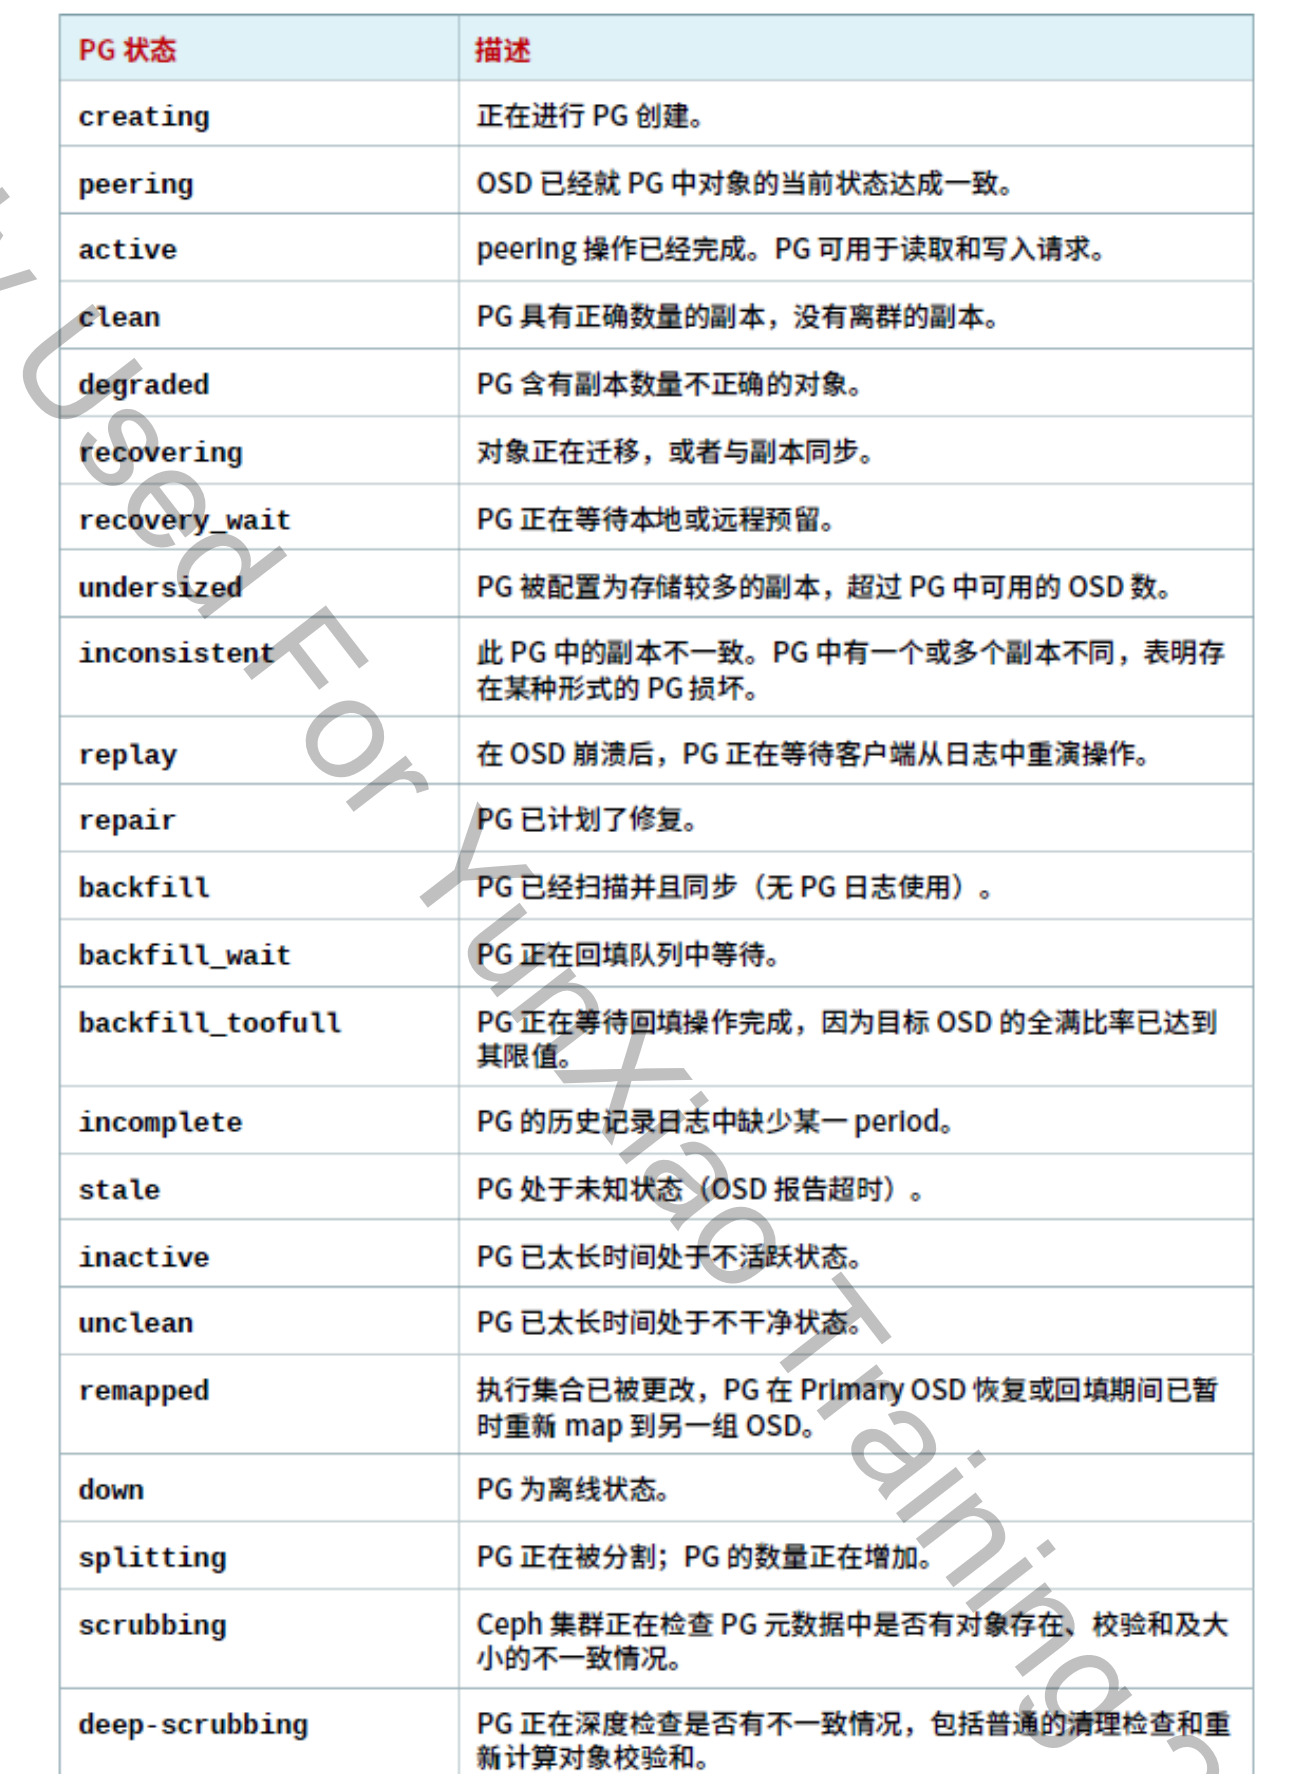 PG 状态 描述
creating 正在进行 PG 创建。
peering OSD 已经就 PG 中对象的当前状态达成一致。
active peering 操作已经完成。PG 可用于读取和写入请求。
clean PG 具有正确数量的副本，没有离群的副本。
degraded PG 含有副本数量不正确的对象。
recovering 对象正在迁移，或者与副本同步。
recovery_wait PG 正在等待本地或远程预留。
undersized PG 被配置为存储较多的副本，超过 PG 中可用的 OSD 数。
inconsistent 此 PG 中的副本不一致。PG 中有一个或多个副本不同，表明存
在某种形式的 PG 损坏。
replay 在 OSD 崩溃后，PG 正在等待客户端从日志中重演操作。
repair PG 已计划了修复。
backfill PG 已经扫描并且同步（无 PG 日志使用）。
backfill_wait PG 正在回填队列中等待。
backfill_toofull PG 正在等待回填操作完成，因为目标 OSD 的全满比率已达到
其限值。
incomplete PG 的历史记录日志中缺少某一 period。
stale PG 处于未知状态（OSD 报告超时）。
inactive PG 已太长时间处于不活跃状态。
unclean PG 已太长时间处于不干净状态。
remapped 执行集合已被更改，PG 在 Primary OSD 恢复或回填期间已暂
时重新 map 到另一组 OSD。
down PG 为离线状态。
splitting PG 正在被分割；PG 的数量正在增加。
scrubbing Ceph 集群正在检查 PG 元数据中是否有对象存在、校验和及大
小的不一致情况。
deep-scrubbing PG 正在深度检查是否有不一致情况，包括普通的清理检查和重
新计算对象校验和。
Used For YunXiao Training